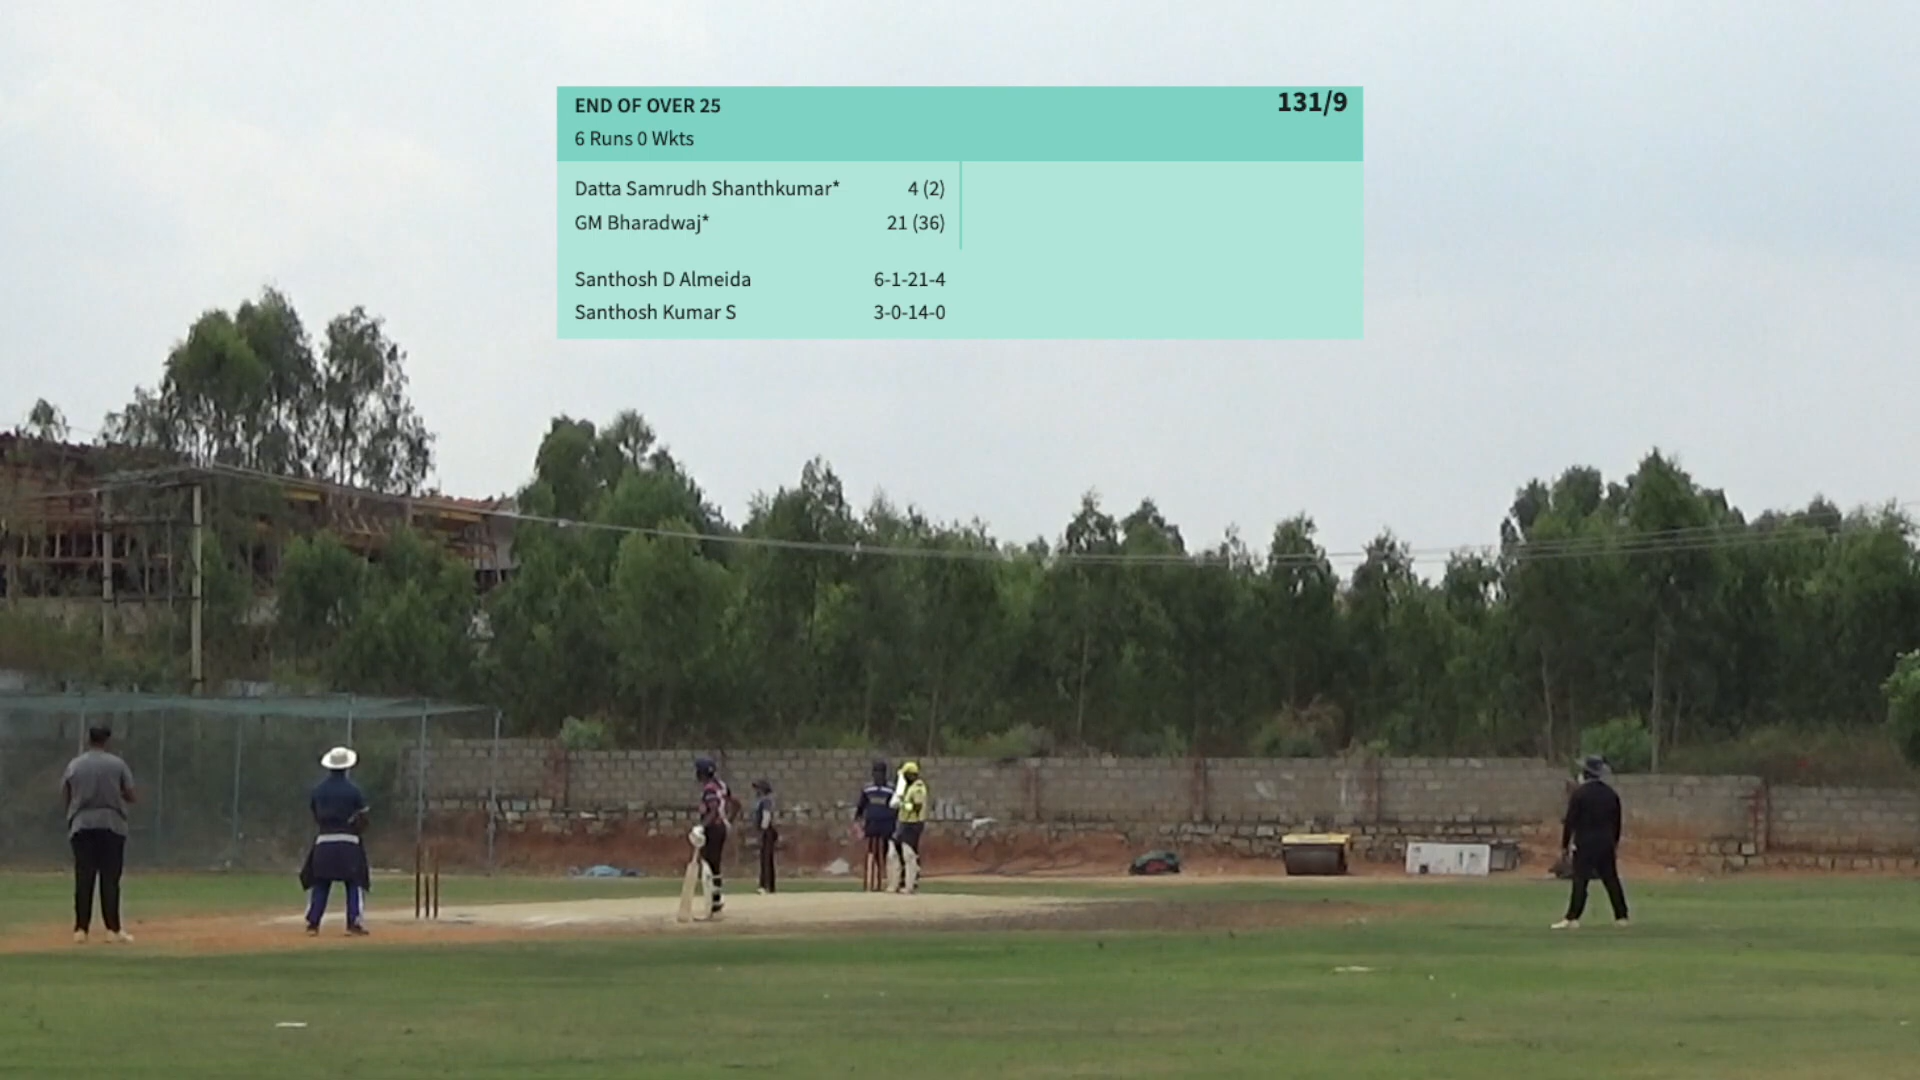 END OF OVER 25
131/9
6 Runs 0 Wkts
Datta Samrudh Shanthkumar* 4 (2)
GM Bharadwaj* 21 (36)
Santhosh D Almeida 6-1-21-4
Santhosh Kumar S 3-0-14-0